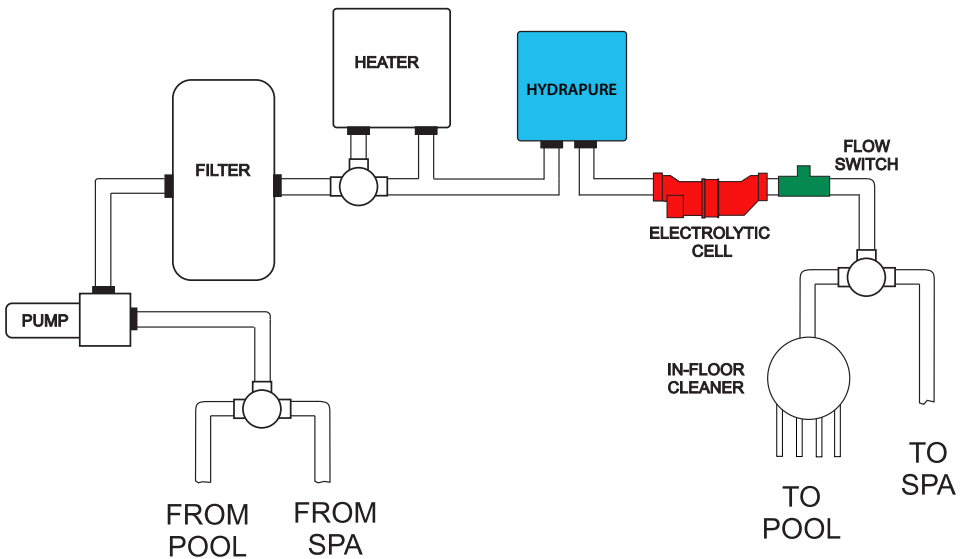 HEATER
HYDRAPURE
FILTER
FLOW
SWITCH
ELECTROLYTIC
CELL
PUMP
IN-FLOOR
CLEANER
FROM
POOL
FROM
SPA
TO
POOL
TO
SPA